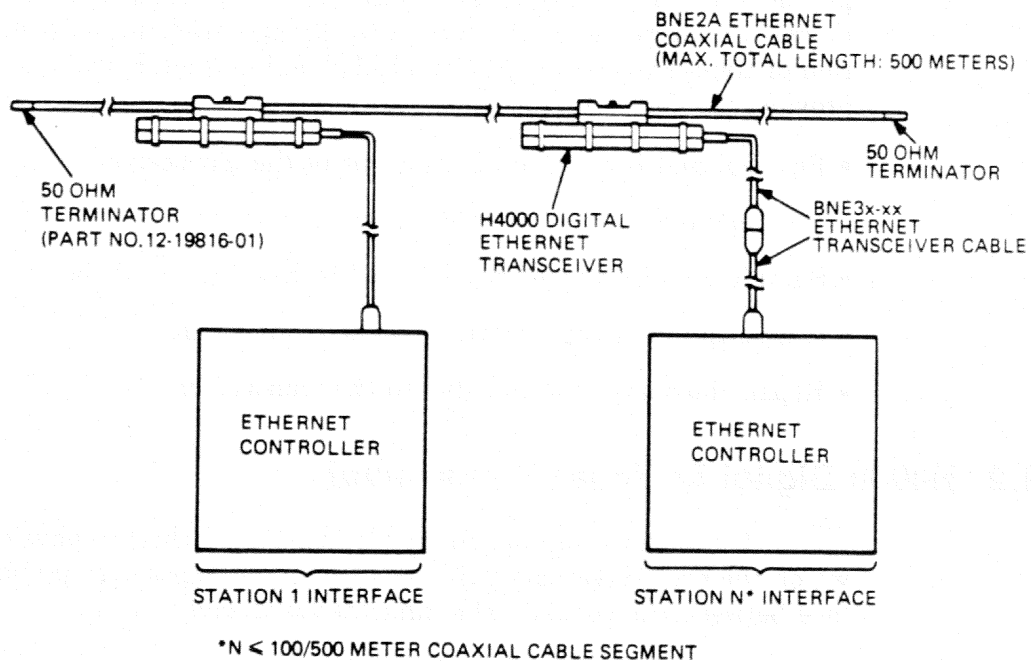 BNE2A ETHERNET
COAXIAL CABLE
(MAX. TOTAL LENGTH: 500 METERS)
50 OHM
TERMINATOR
(PART NO. 12-19816-01)
H4000 DIGITAL
ETHERNET
TRANSCEIVER
50 OHM
TERMINATOR
BNE3x-xx
ETHERNET
TRANSCEIVER CABLE
ETHERNET
CONTROLLER
ETHERNET
CONTROLLER
STATION 1 INTERFACE
STATION N* INTERFACE
*N ≤ 100/500 METER COAXIAL CABLE SEGMENT